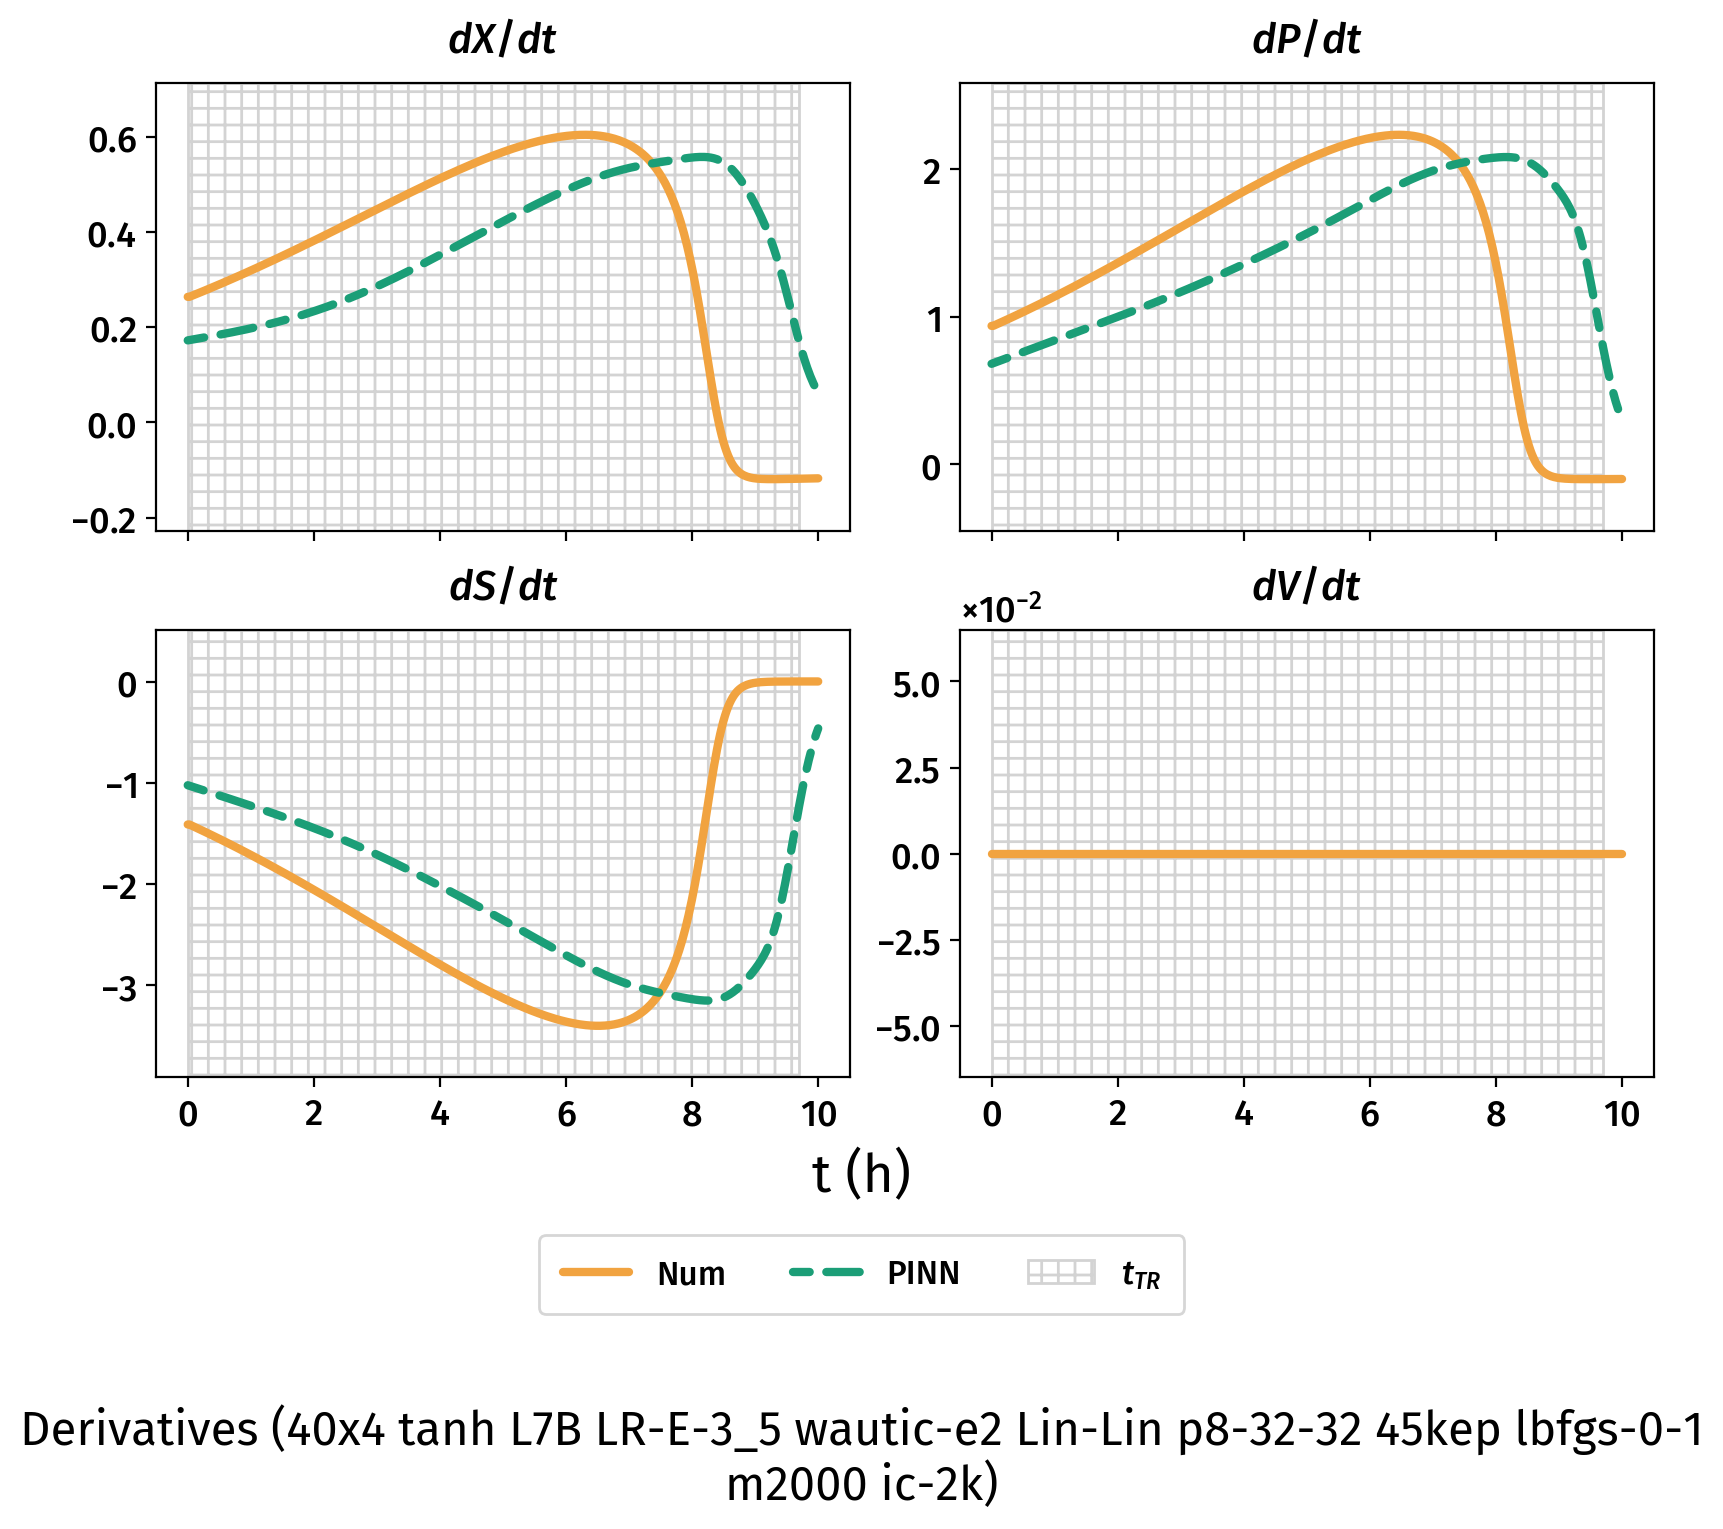 dX/dt
dP/dt
0.6
0.4
0.2
0.0
−0.2
2
1
0
dS/dt
dV/dt
×10−2
0
−1
−2
−3
5.0
2.5
0.0
−2.5
−5.0
0 2 4 6 8 10
0 2 4 6 8 10
t (h)
Num PINN tTR
Derivatives (40x4 tanh L7B LR-E-3_5 wautic-e2 Lin-Lin p8-32-32 45kep lbfgs-0-1
m2000 ic-2k)